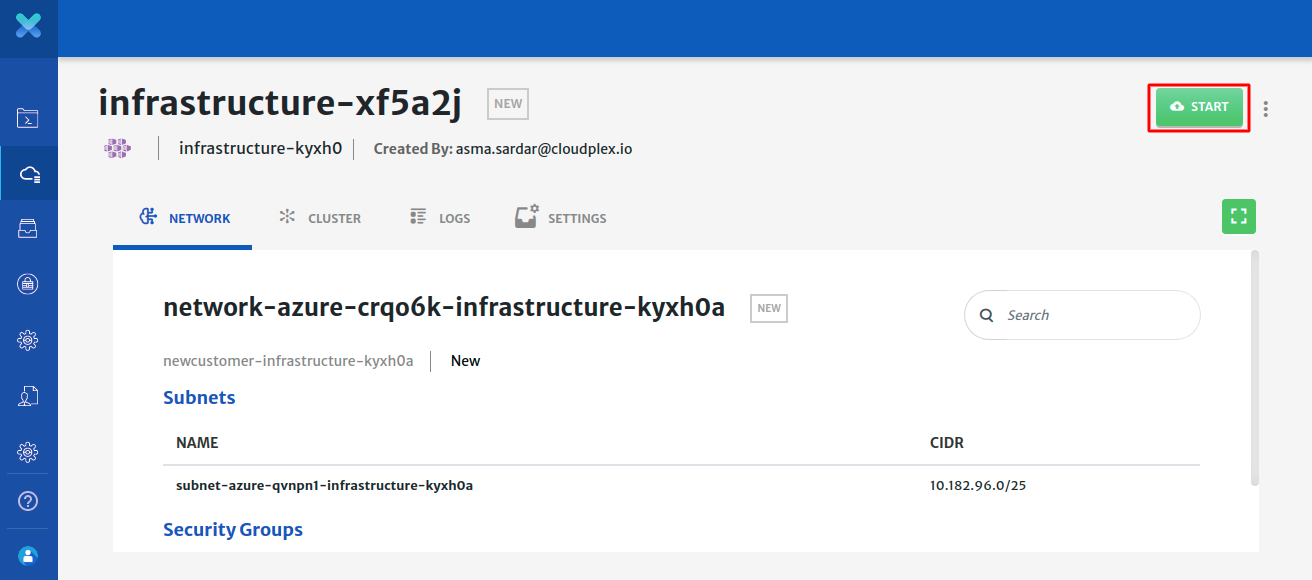 infrastructure-xf5a2j NEW
START
infrastructure-kyxh0 Created By: asma.sardar@cloudplex.io
NETWORK CLUSTER LOGS SETTINGS
network-azure-crqo6k-infrastructure-kyxh0a NEW
Search
newcustomer-infrastructure-kyxh0a New
Subnets
NAME CIDR
subnet-azure-qvnpn1-infrastructure-kyxh0a 10.182.96.0/25
Security Groups